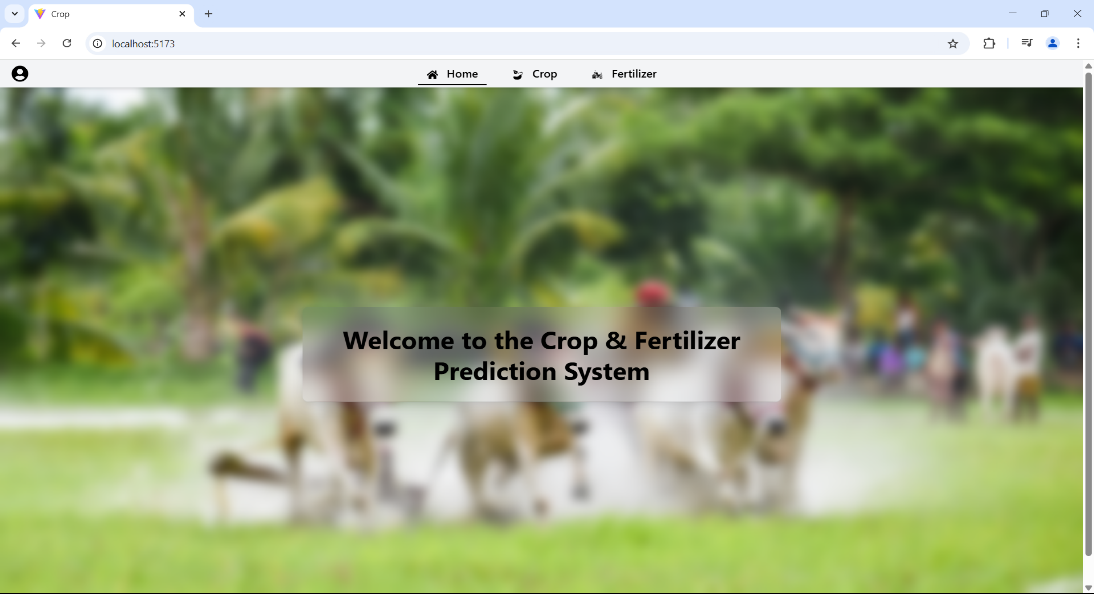 Crop
localhost:5173
Home Crop Fertilizer
Welcome to the Crop & Fertilizer
Prediction System